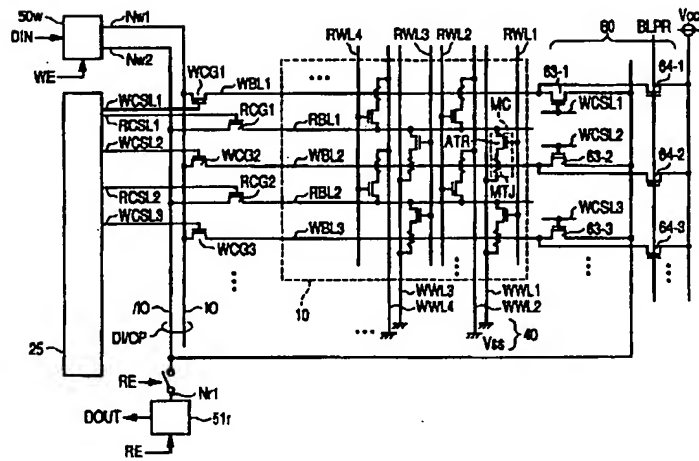 50w
Nw1
DIN
Nw2
WE
WCG1
WBL1
RWL4
RWL3
RWL2
RWL1
60
BLPR
Vcc
63-1
64-1
WCSL1
WCSL1
RCSL1
RCG1
RBL1
MC
ATR
WCSL2
WCG2
WBL2
WCSL2
63-2
MTJ
RCSL2
RCG2
RBL2
64-2
WCSL3
WCG3
WBL3
WCSL3
63-3
64-3
10
/IO
IO
DI/CP
WWL3
WWL4
WWL1
WWL2
Vss
40
25
RE
Nr1
DOUT
51r
RE